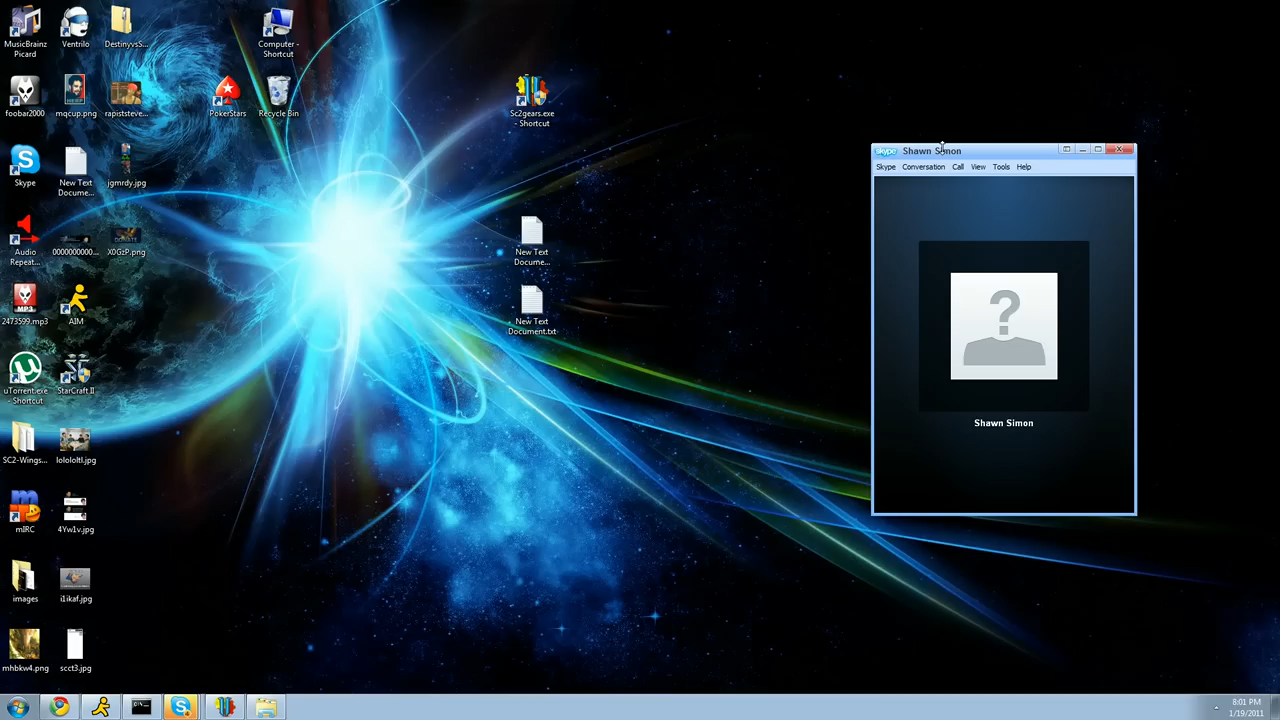 MusicBrainz
Picard
Ventrilo
DestinyvsS...
Computer -
Shortcut
foobar2000
mqcup.png
rapiststeve...
PokerStars
Recycle Bin
Sc2gears.exe
- Shortcut
Skype
New Text
Docume...
jgmrdy.jpg
Audio
Repeat...
0000000000...
X0GzP.png
New Text
Docume...
2473599.mp3
AIM
New Text
Document.txt
uTorrent.exe
- Shortcut
StarCraft II
SC2-Wings...
lolololtl.jpg
mIRC
4Yw1v.jpg
images
i1ikaf.jpg
mhbkw4.png
scct3.jpg
skype Shawn Simon
Skype Conversation Call View Tools Help
?
Shawn Simon
8:01 PM
1/19/2011